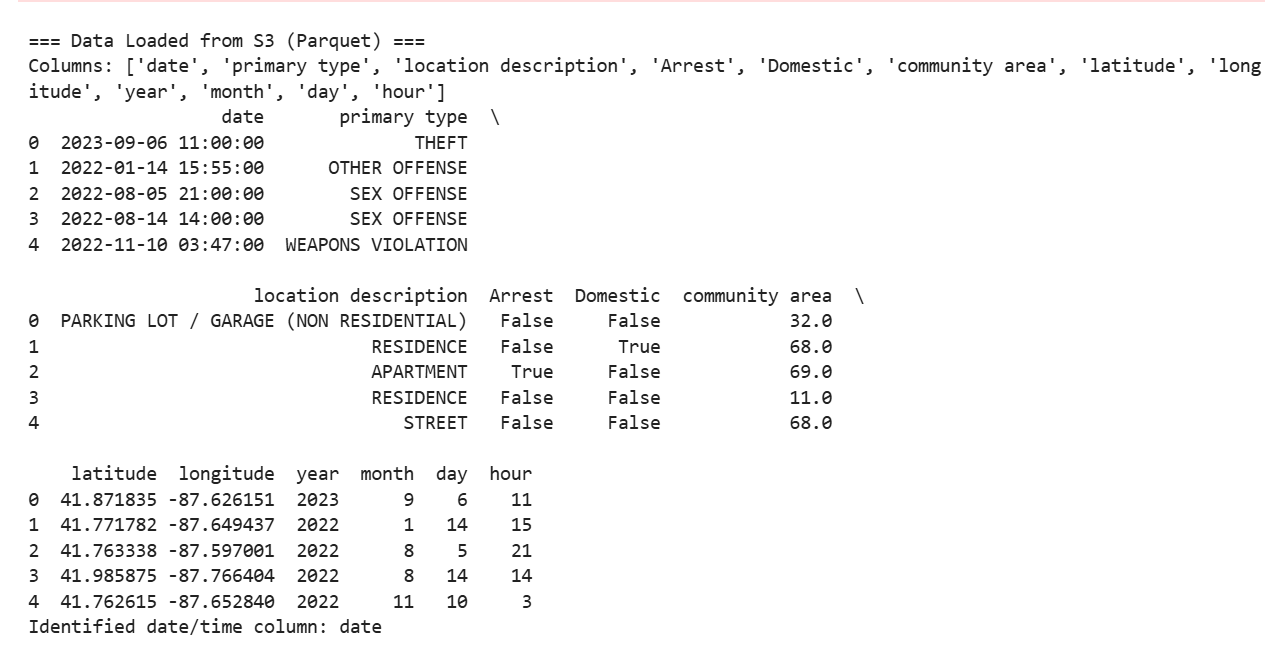 === Data Loaded from S3 (Parquet) ===
Columns: ['date', 'primary type', 'location description', 'Arrest', 'Domestic', 'community area', 'latitude', 'long
itude', 'year', 'month', 'day', 'hour']
                  date       primary type  \
0  2023-09-06 11:00:00              THEFT
1  2022-01-14 15:55:00      OTHER OFFENSE
2  2022-08-05 21:00:00        SEX OFFENSE
3  2022-08-14 14:00:00        SEX OFFENSE
4  2022-11-10 03:47:00  WEAPONS VIOLATION

                     location description  Arrest  Domestic  community area  \
0  PARKING LOT / GARAGE (NON RESIDENTIAL)   False     False            32.0
1                               RESIDENCE   False      True            68.0
2                               APARTMENT    True     False            69.0
3                               RESIDENCE   False     False            11.0
4                                  STREET   False     False            68.0

    latitude  longitude  year  month  day  hour
0  41.871835 -87.626151  2023      9    6    11
1  41.771782 -87.649437  2022      1   14    15
2  41.763338 -87.597001  2022      8    5    21
3  41.985875 -87.766404  2022      8   14    14
4  41.762615 -87.652840  2022     11   10     3
Identified date/time column: date